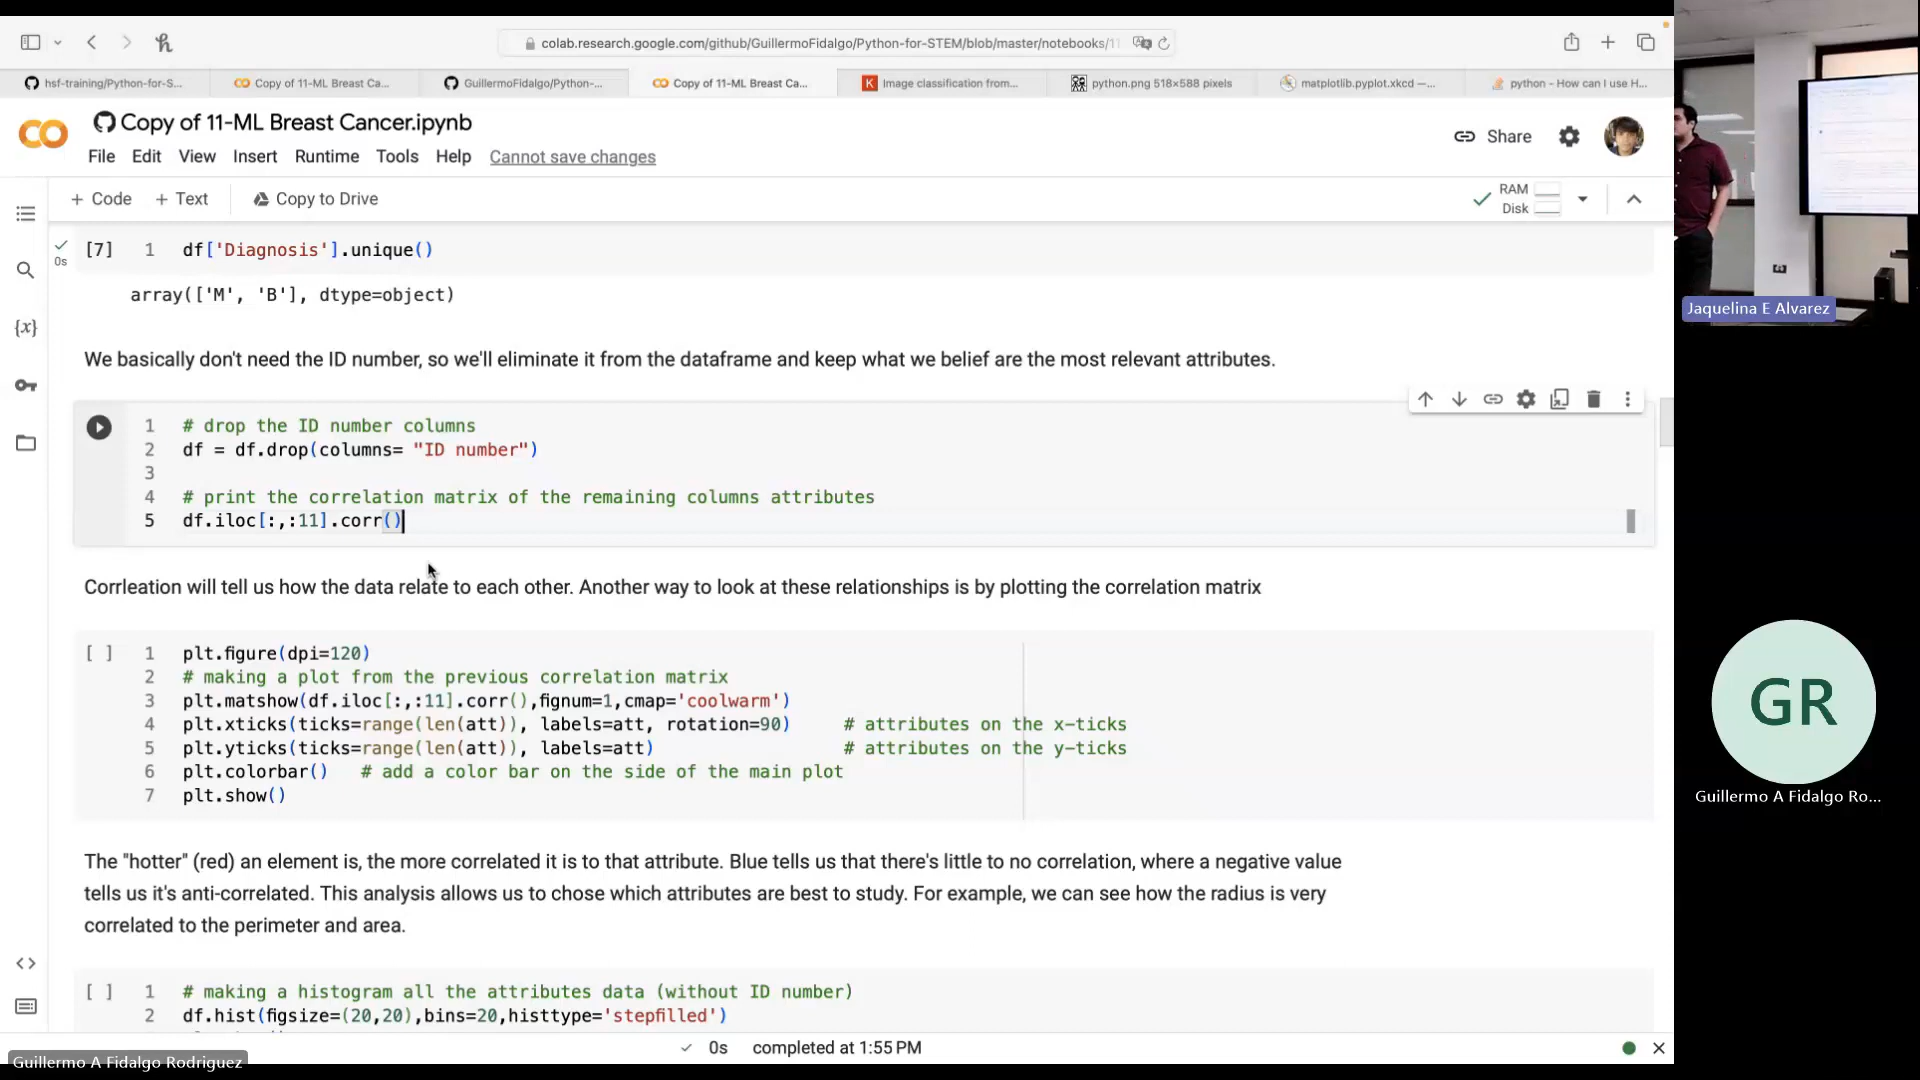 colab.research.google.com/github/GuillermoFidalgo/Python-for-STEM/blob/master/notebooks/1
hsf-training/Python-for-S...
Copy of 11-ML Breast Ca...
GuillermoFidalgo/Python-...
Copy of 11-ML Breast Ca...
Image classification from...
python.png 518×588 pixels
matplotlib.pyplot.xkcd —...
python - How can I use H...
Copy of 11-ML Breast Cancer.ipynb
Share
File Edit View Insert Runtime Tools Help Cannot save changes
+ Code + Text Copy to Drive
RAM
Disk
[7] 1 df['Diagnosis'].unique()
0s
array(['M', 'B'], dtype=object)
We basically don't need the ID number, so we'll eliminate it from the dataframe and keep what we belief are the most relevant attributes.
1 # drop the ID number columns
2 df = df.drop(columns= "ID number")
3
4 # print the correlation matrix of the remaining columns attributes
5 df.iloc[:,:11].corr()
Corrleation will tell us how the data relate to each other. Another way to look at these relationships is by plotting the correlation matrix
[ ] 1 plt.figure(dpi=120)
2 # making a plot from the previous correlation matrix
3 plt.matshow(df.iloc[:,:11].corr(),fignum=1,cmap='coolwarm')
4 plt.xticks(ticks=range(len(att)), labels=att, rotation=90) # attributes on the x-ticks
5 plt.yticks(ticks=range(len(att)), labels=att) # attributes on the y-ticks
6 plt.colorbar() # add a color bar on the side of the main plot
7 plt.show()
The "hotter" (red) an element is, the more correlated it is to that attribute. Blue tells us that there's little to no correlation, where a negative value
tells us it's anti-correlated. This analysis allows us to chose which attributes are best to study. For example, we can see how the radius is very
correlated to the perimeter and area.
[ ] 1 # making a histogram all the attributes data (without ID number)
2 df.hist(figsize=(20,20),bins=20,histtype='stepfilled')
0s completed at 1:55 PM
Guillermo A Fidalgo Rodriguez
Jaquelina E Alvarez
GR
Guillermo A Fidalgo Ro...